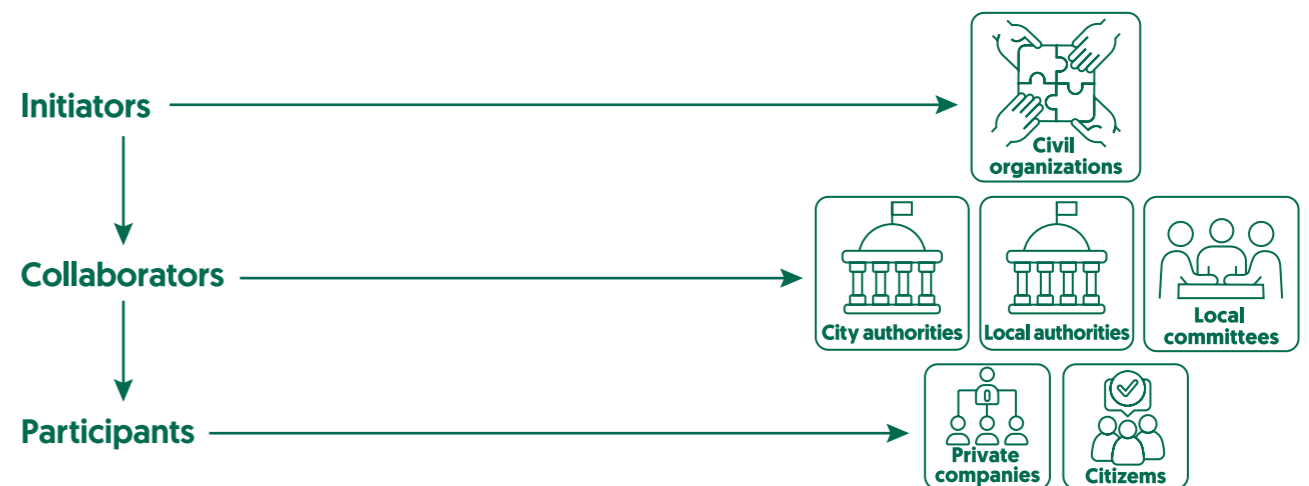 Initiators
Civil
organizations
Collaborators
City authorities
Local authorities
Local
committees
Participants
Private
companies
Citizems